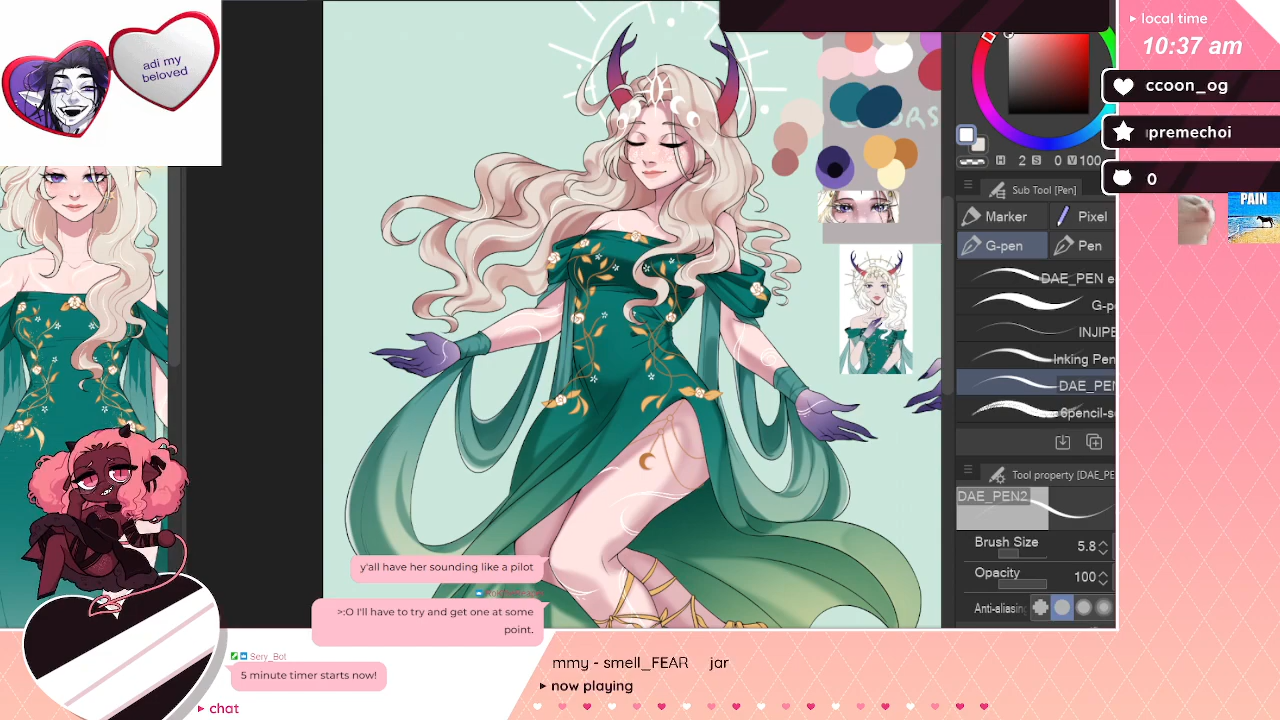 adi my
beloved
local time
10:37 am
ccoon_og
premechoi
0
PAIN
H 2 S 0 V 100
Sub Tool [Pen]
Marker
Pixel
G-pen
Pen
DAE_PEN e
G-p
INJIPE
Inking Pen
DAE_PEN
6pencil-s
Tool property [DAE_PE
DAE_PEN2
Brush Size 5.8
Opacity 100
Anti-aliasin
y'all have her sounding like a pilot
>:O I'll have to try and get one at some
point.
Sery_Bot
5 minute timer starts now!
chat
mmy - smell_FEAR jar
now playing